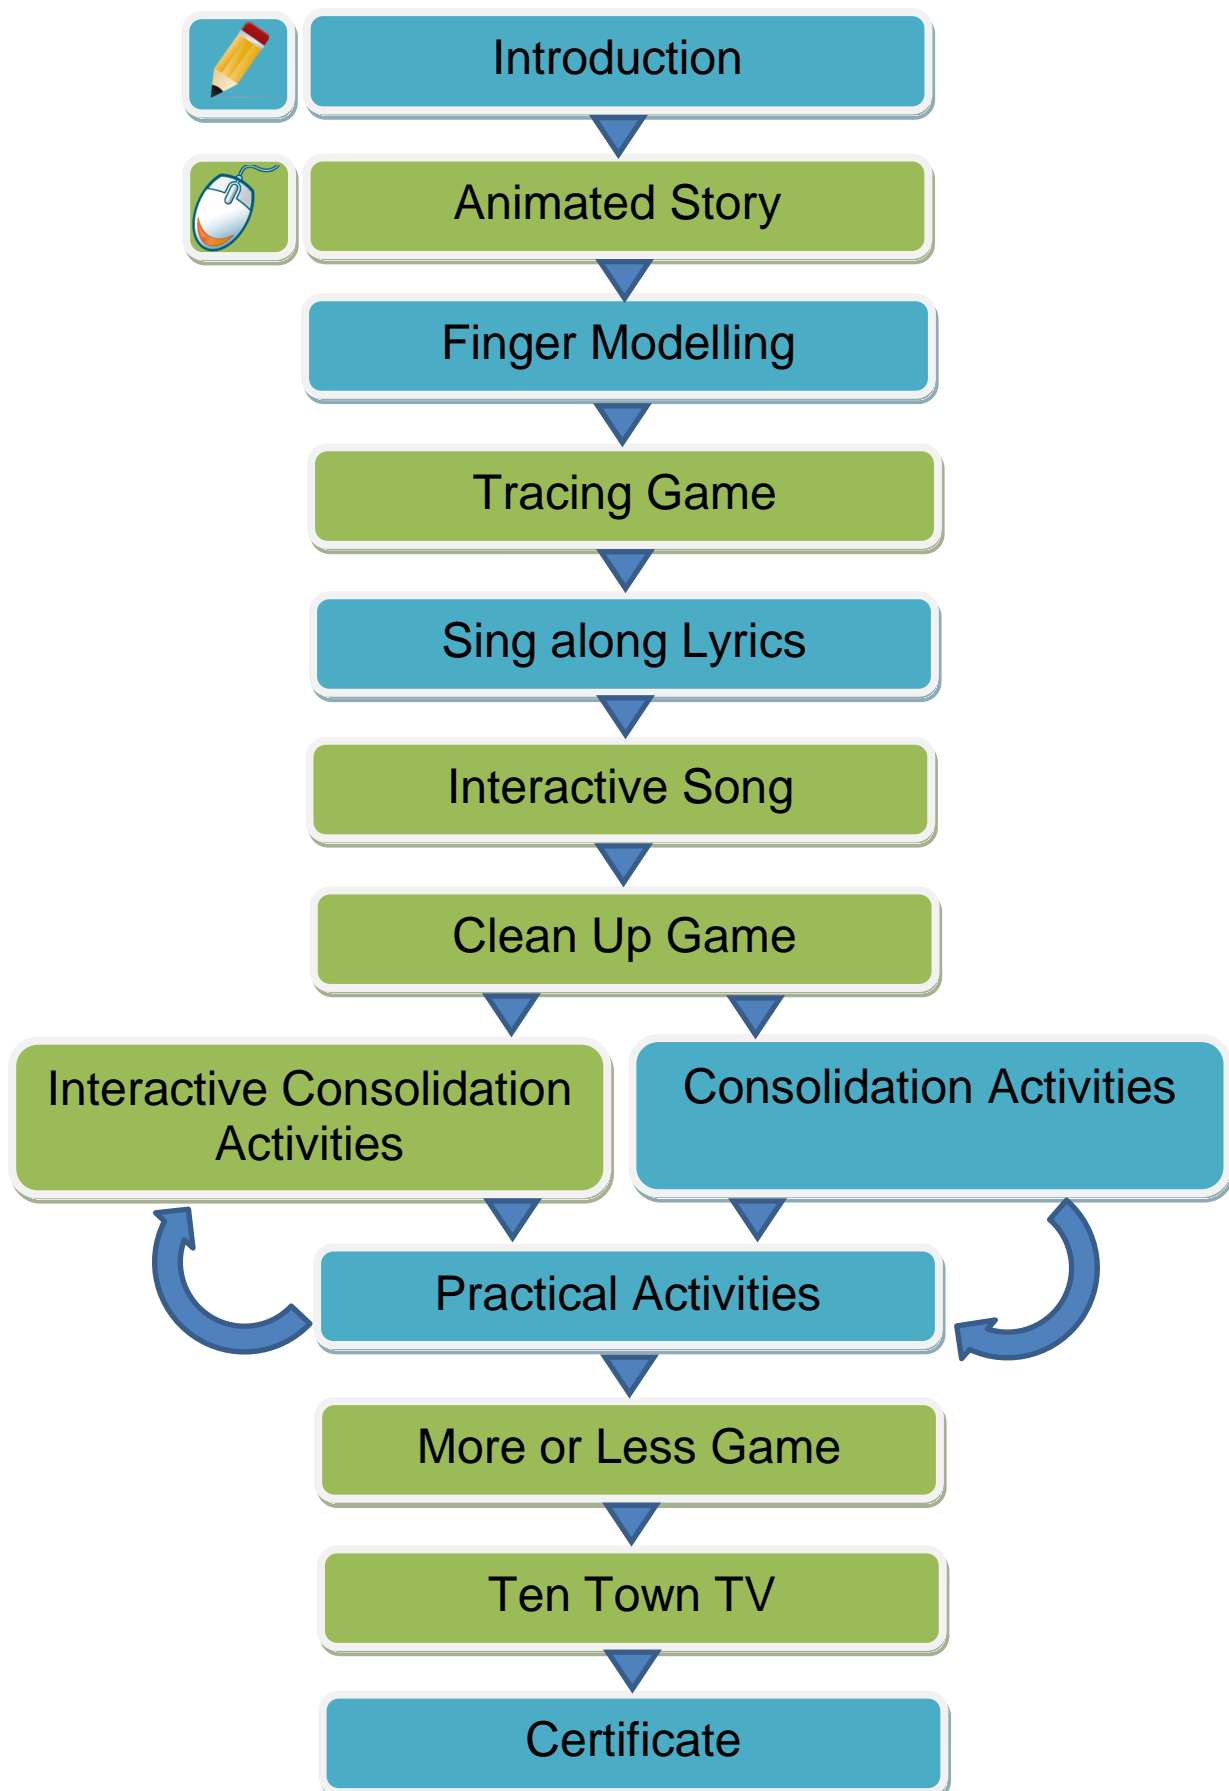 Introduction
Animated Story
Finger Modelling
Tracing Game
Sing along Lyrics
Interactive Song
Clean Up Game
Interactive Consolidation
Activities
Consolidation Activities
Practical Activities
More or Less Game
Ten Town TV
Certificate